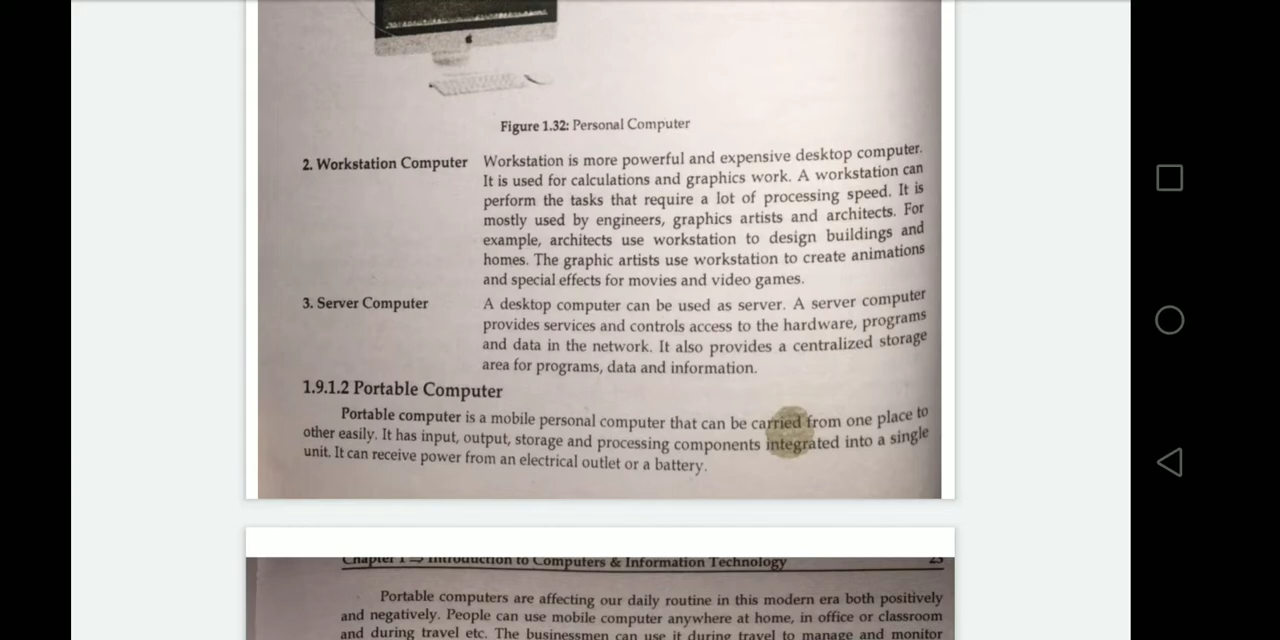 Figure 1.32: Personal Computer
2. Workstation Computer Workstation is more powerful and expensive desktop computer.
It is used for calculations and graphics work. A workstation can
perform the tasks that require a lot of processing speed. It is
mostly used by engineers, graphics artists and architects. For
example, architects use workstation to design buildings and
homes. The graphic artists use workstation to create animations
and special effects for movies and video games.
3. Server Computer A desktop computer can be used as server. A server computer
provides services and controls access to the hardware, programs
and data in the network. It also provides a centralized storage
area for programs, data and information.
1.9.1.2 Portable Computer
Portable computer is a mobile personal computer that can be carried from one place to
other easily. It has input, output, storage and processing components integrated into a single
unit. It can receive power from an electrical outlet or a battery.
Chapter 1 ⇒ Introduction to Computers & Information Technology 23
Portable computers are affecting our daily routine in this modern era both positively
and negatively. People can use mobile computer anywhere at home, in office or classroom
and during travel etc. The businessmen can use it during travel to manage and monitor